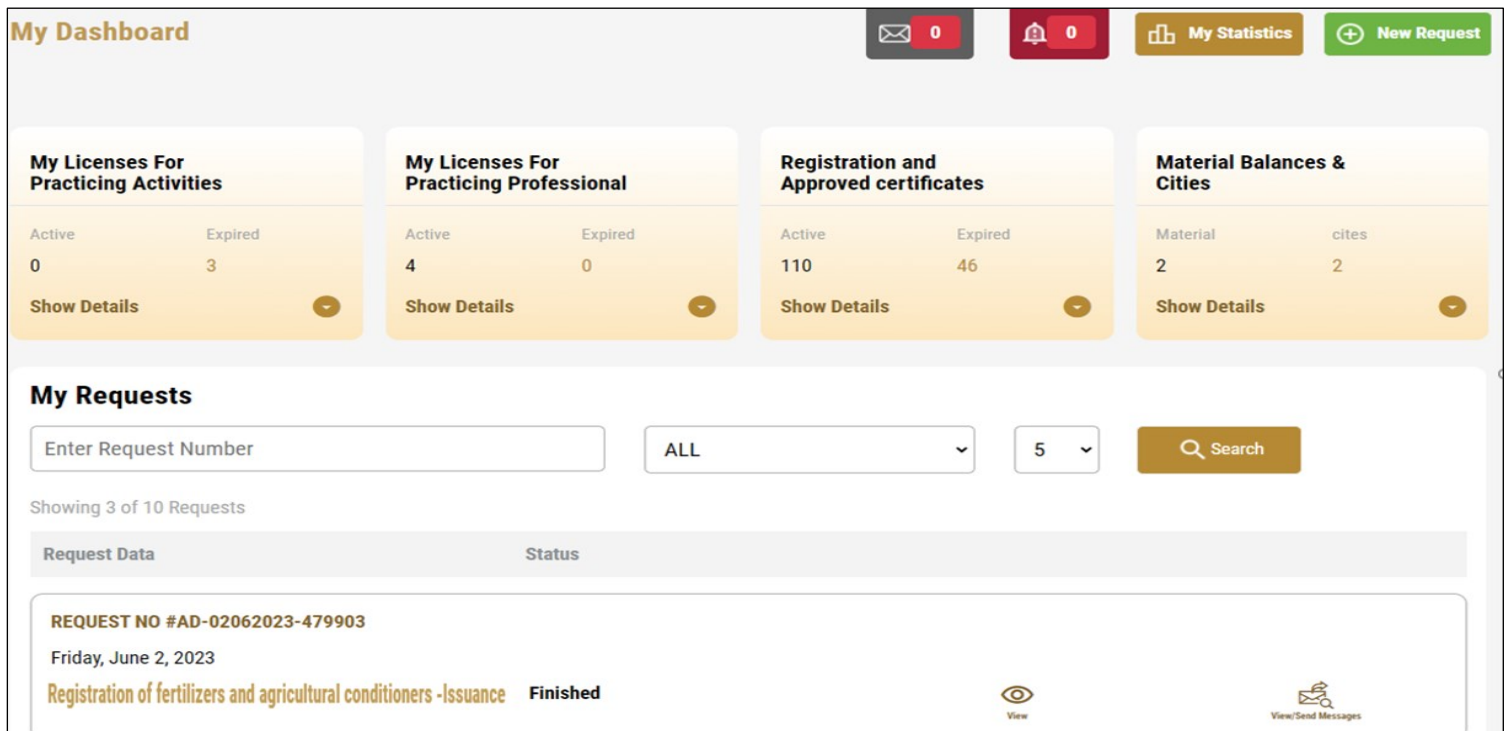 My Dashboard
0
0
My Statistics
New Request
My Licenses For
Practicing Activities
Active
Expired
0
3
Show Details
My Licenses For
Practicing Professional
Active
Expired
4
0
Show Details
Registration and
Approved certificates
Active
Expired
110
46
Show Details
Material Balances &
Cities
Material
cites
2
2
Show Details
My Requests
Enter Request Number
ALL
5
Search
Showing 3 of 10 Requests
Request Data
Status
REQUEST NO #AD-02062023-479903
Friday, June 2, 2023
Registration of fertilizers and agricultural conditioners -Issuance
Finished
View
View/Send Messages